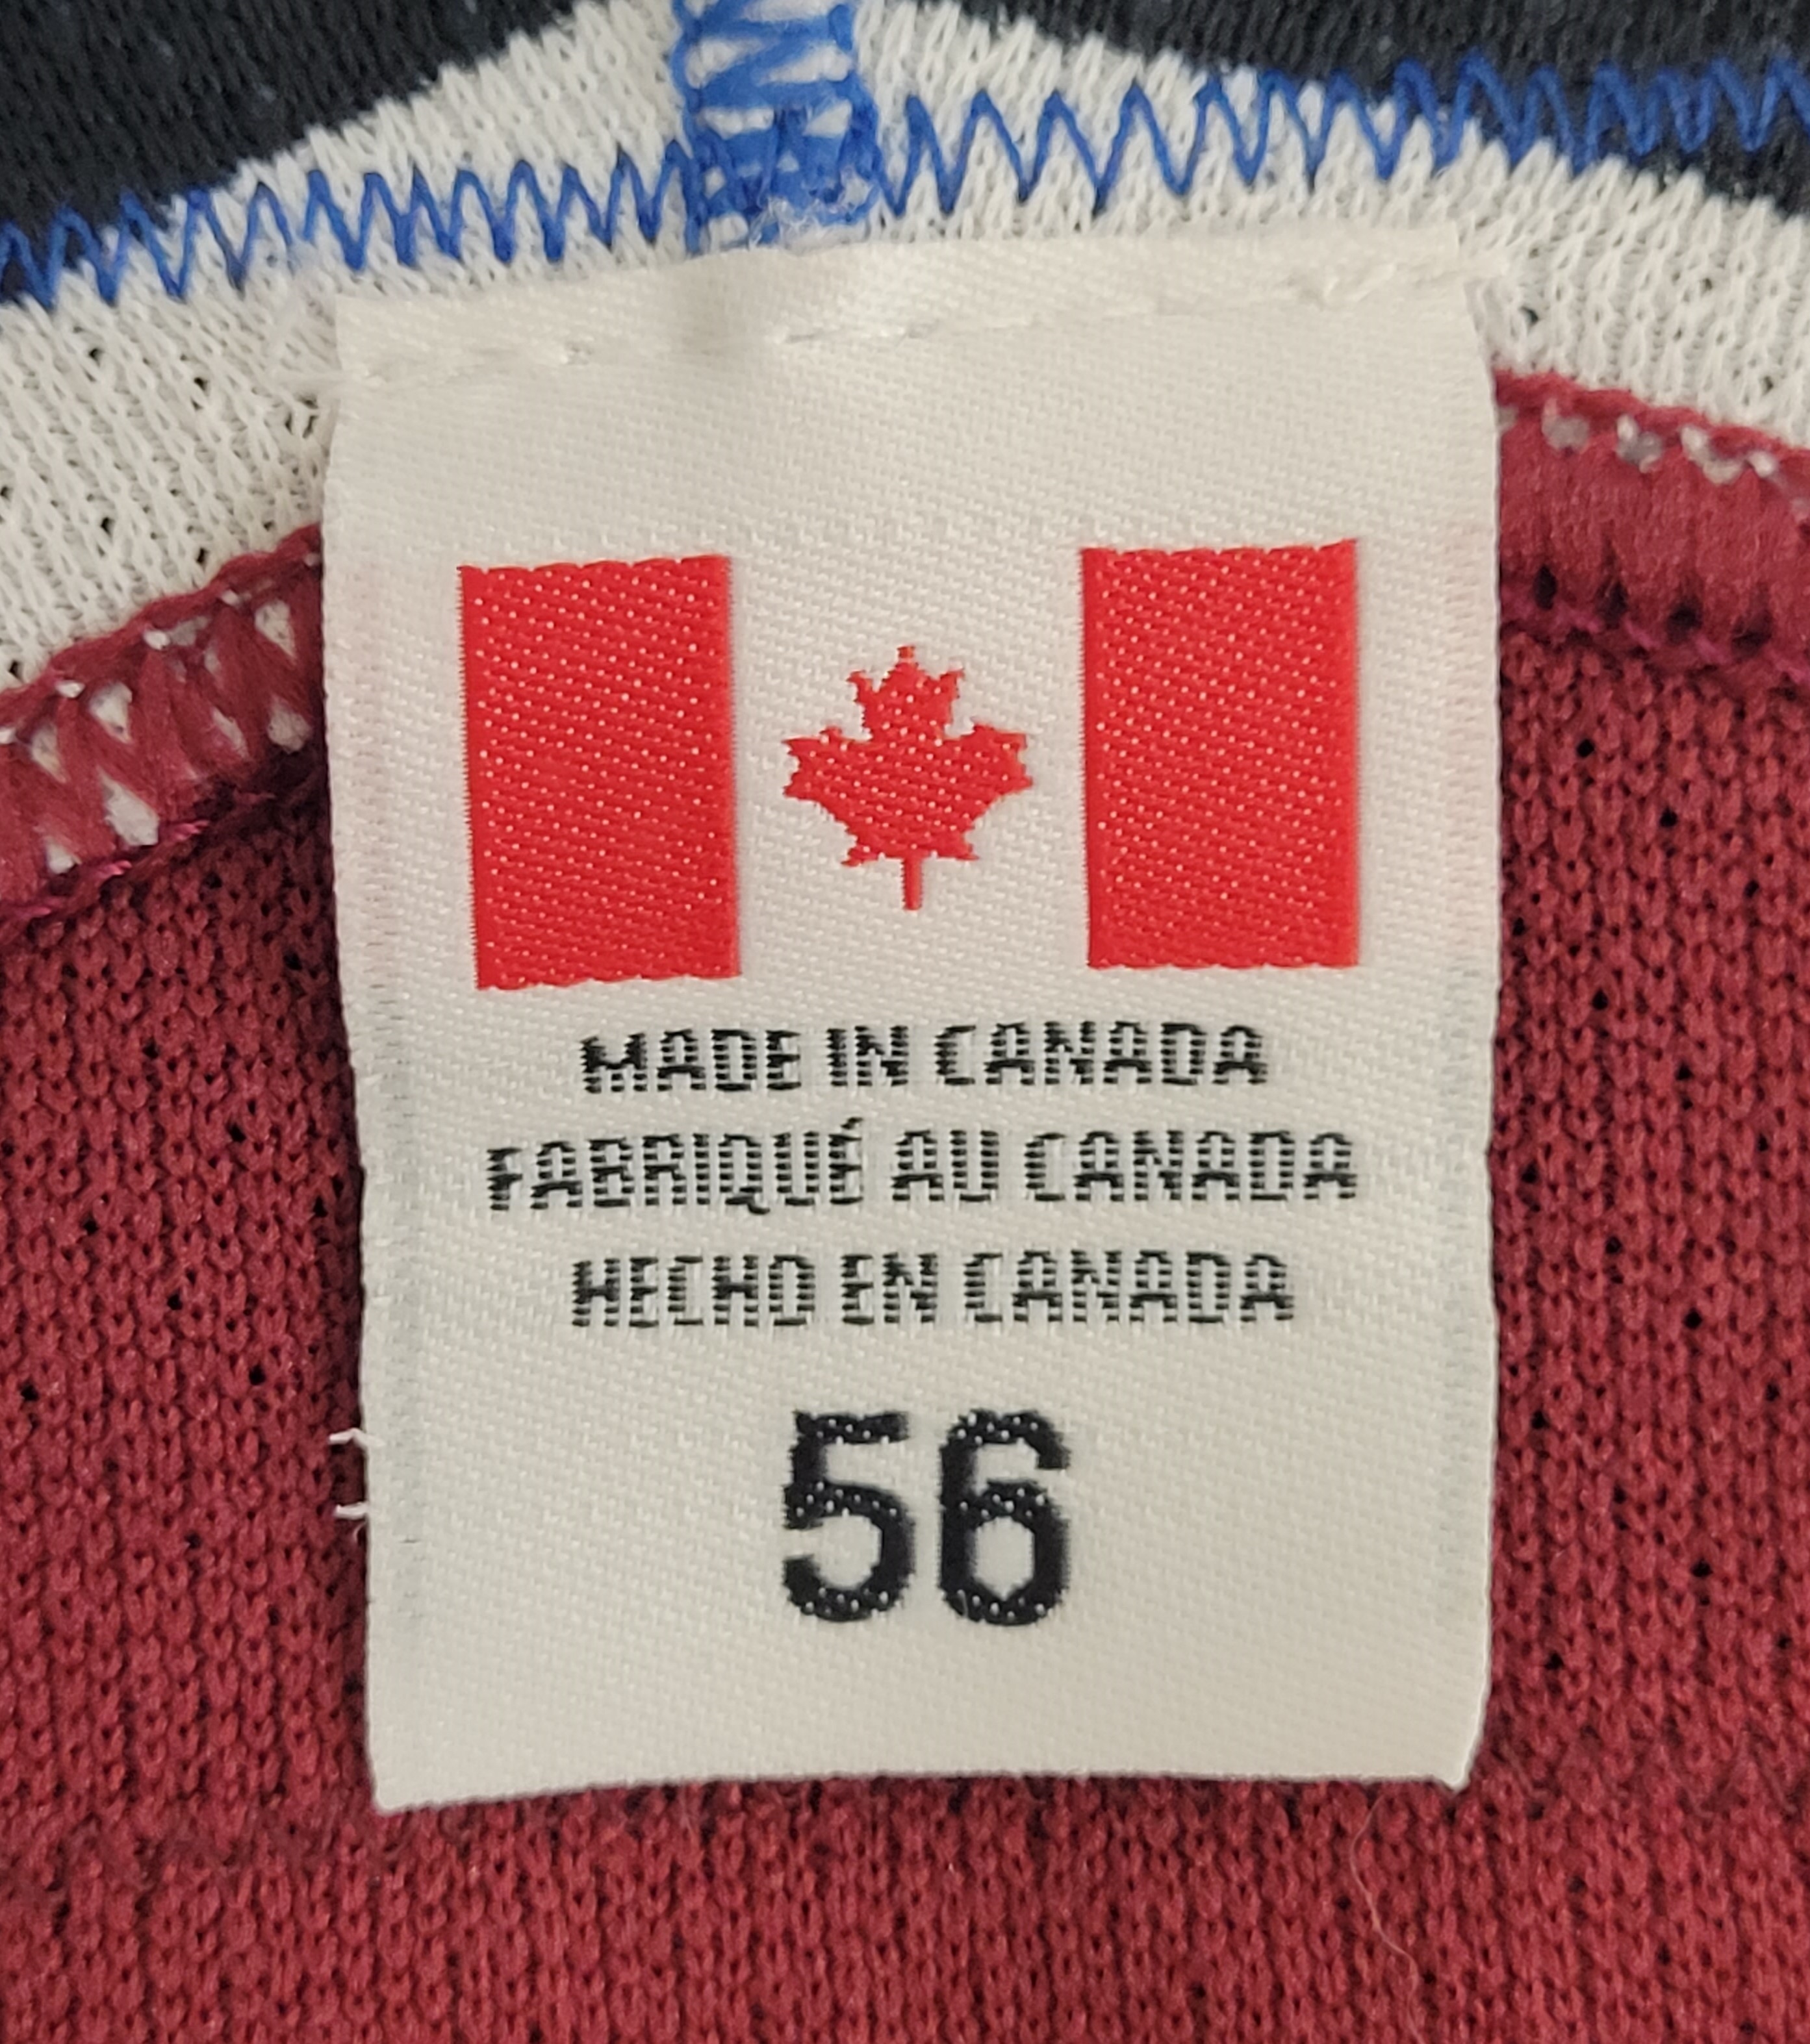 MADE IN CANADA
FABRIQUÉ AU CANADA
HECHO EN CANADA
56